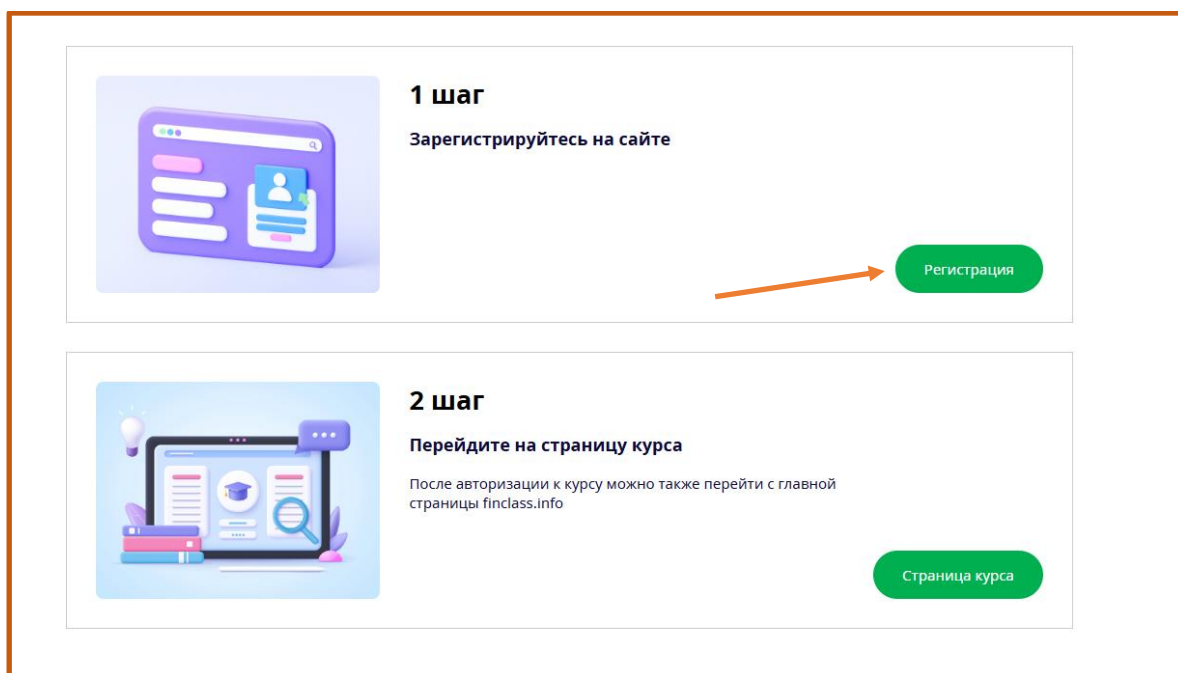 1 шаг
Зарегистрируйтесь на сайте
Регистрация
2 шаг
Перейдите на страницу курса
После авторизации к курсу можно также перейти с главной
страницы finclass.info
Страница курса